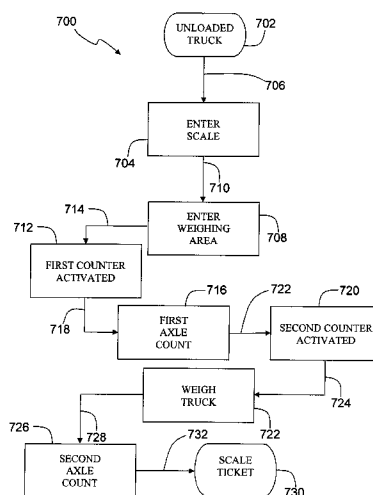 700
UNLOADED
TRUCK
702
706
ENTER
SCALE
704
710
714
712
ENTER
WEIGHING
AREA
708
FIRST COUNTER
ACTIVATED
716
722
720
718
FIRST
AXLE
COUNT
SECOND COUNTER
ACTIVATED
WEIGH
TRUCK
724
722
726
728
732
SECOND
AXLE
COUNT
SCALE
TICKET
730